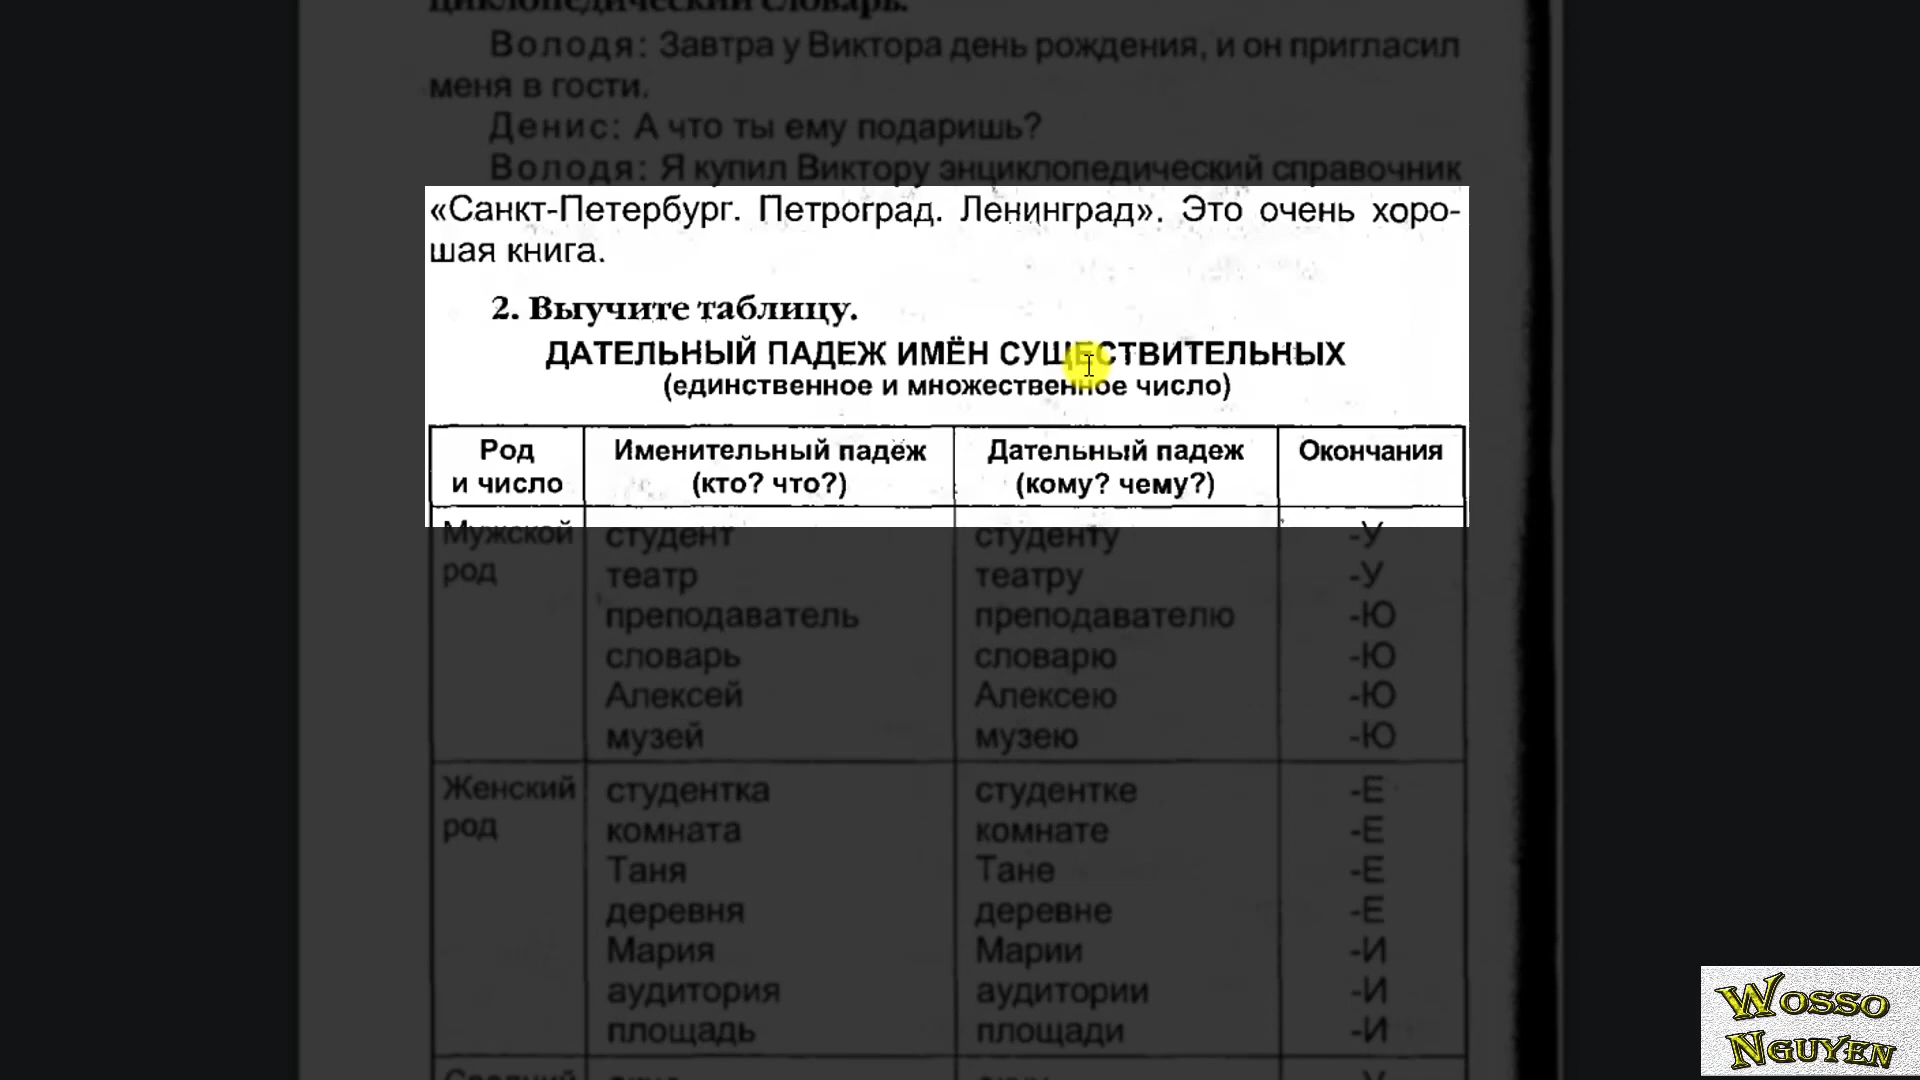 циклопедический словарь.
Володя: Завтра у Виктора день рождения, и он пригласил
меня в гости.
Денис: А что ты ему подаришь?
Володя: Я купил Виктору энциклопедический справочник
«Санкт-Петербург. Петроград. Ленинград». Это очень хоро-
шая книга.
2. Выучите таблицу.
ДАТЕЛЬНЫЙ ПАДЕЖ ИМЁН СУЩЕСТВИТЕЛЬНЫХ
(единственное и множественное число)
Род и число Именительный падеж (кто? что?) Дательный падеж (кому? чему?) Окончания
Мужской род студент студенту -У
театр театру -У
преподаватель преподавателю -Ю
словарь словарю -Ю
Алексей Алексею -Ю
музей музею -Ю
Женский род студентка студентке -Е
комната комнате -Е
Таня Тане -Е
деревня деревне -Е
Мария Марии -И
аудитория аудитории -И
площадь площади -И
Wosso
Nguyen